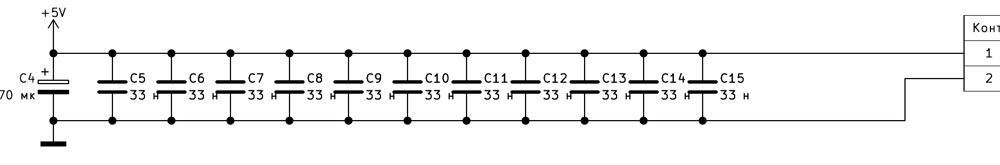 +5V
Конт
1
+
C4
70 мк
C5
33 н
C6
33 н
C7
33 н
C8
33 н
C9
33 н
C10
33 н
C11
33 н
C12
33 н
C13
33 н
C14
33 н
C15
33 н
2